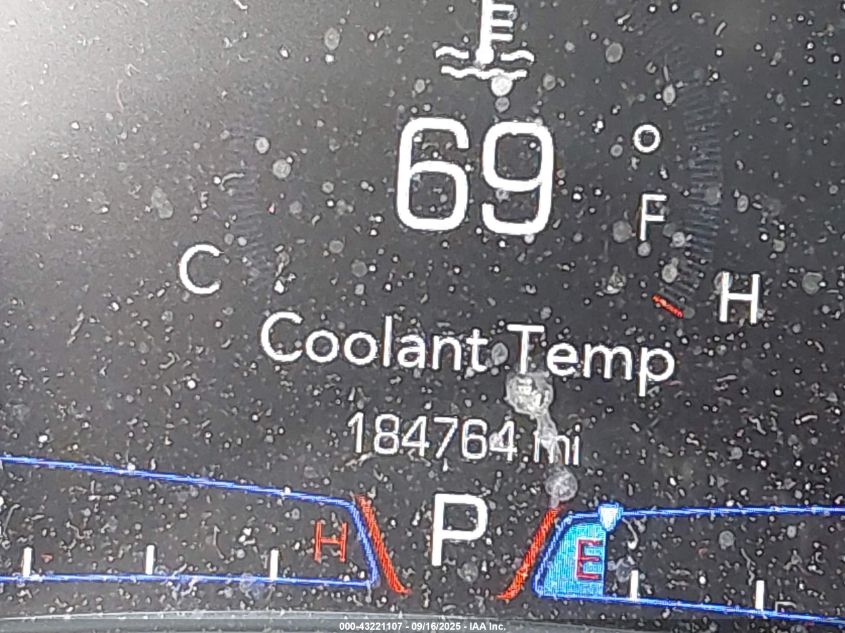 69 °F
C H
Coolant Temp
184764 mi
H P E
000-43221107 - 09/16/2025 - IAA Inc.